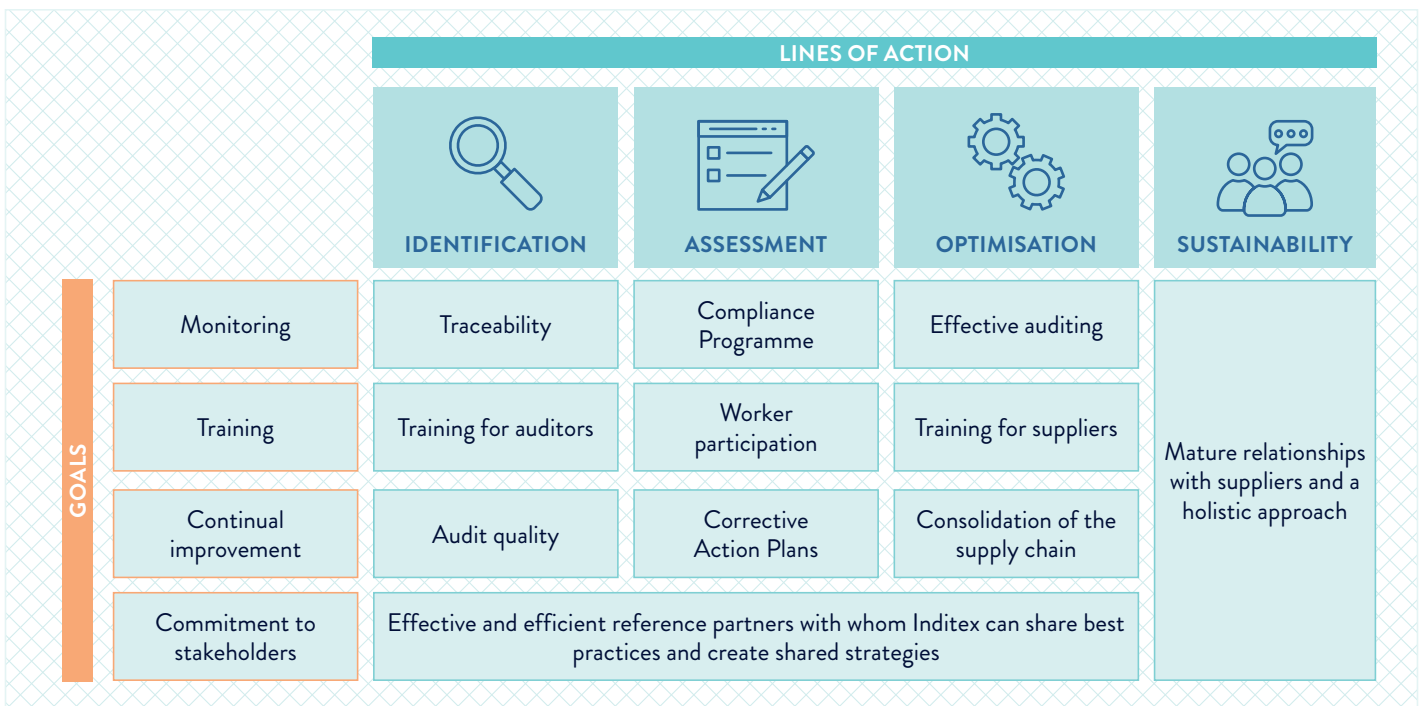 LINES OF ACTION
IDENTIFICATION
ASSESSMENT
OPTIMISATION
SUSTAINABILITY
GOALS
Monitoring
Traceability
Compliance
Programme
Effective auditing
Training
Training for auditors
Worker
participation
Training for suppliers
Continual
improvement
Audit quality
Corrective
Action Plans
Consolidation of the
supply chain
Commitment to
stakeholders
Effective and efficient reference partners with whom Inditex can share best
practices and create shared strategies
Mature relationships
with suppliers and a
holistic approach